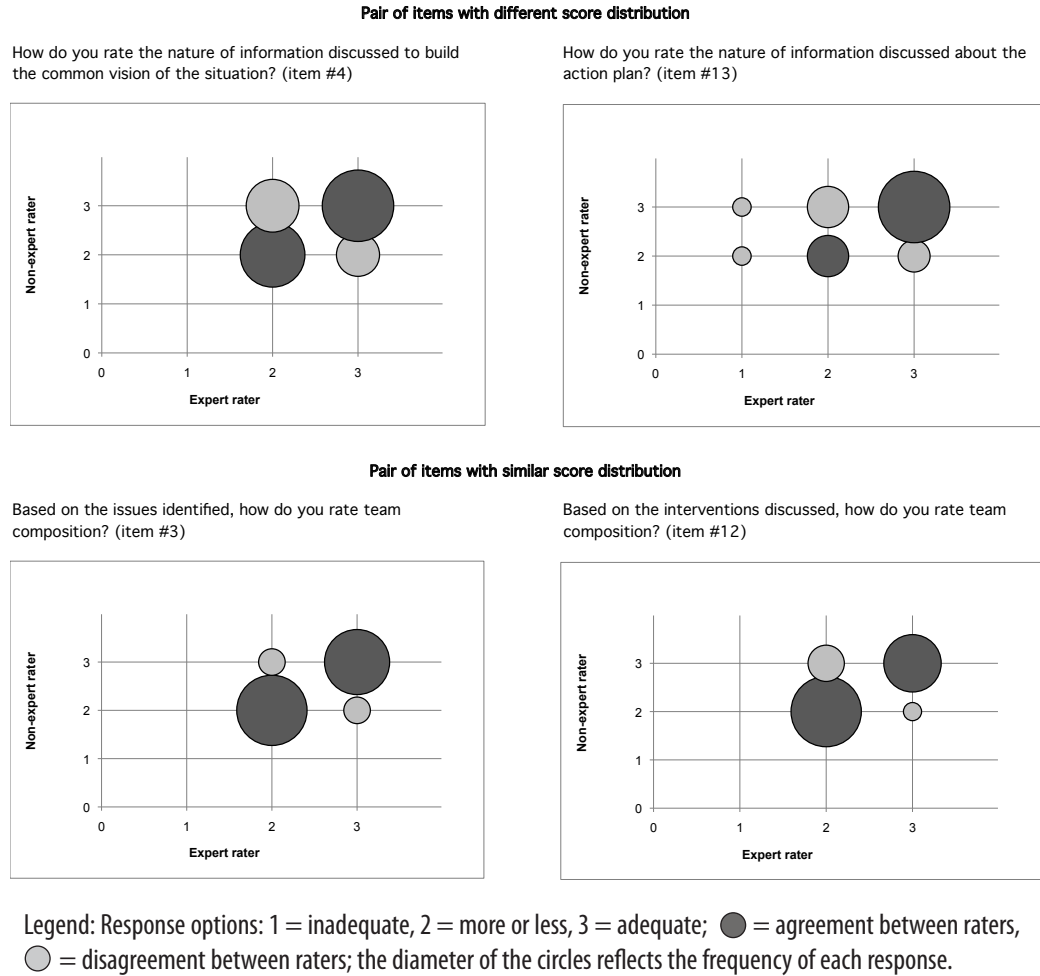 Pair of items with different score distribution
How do you rate the nature of information discussed to build
the common vision of the situation? (item #4)
How do you rate the nature of information discussed about the
action plan? (item #13)
Non-expert rater
3
2
1
0
0 1 2 3
Expert rater
Non-expert rater
3
2
1
0
0 1 2 3
Expert rater
Pair of items with similar score distribution
Based on the issues identified, how do you rate team
composition? (item #3)
Based on the interventions discussed, how do you rate team
composition? (item #12)
Non-expert rater
3
2
1
0
0 1 2 3
Expert rater
Non-expert rater
3
2
1
0
0 1 2 3
Expert rater
Legend: Response options: 1 = inadequate, 2 = more or less, 3 = adequate; = agreement between raters,
= disagreement between raters; the diameter of the circles reflects the frequency of each response.